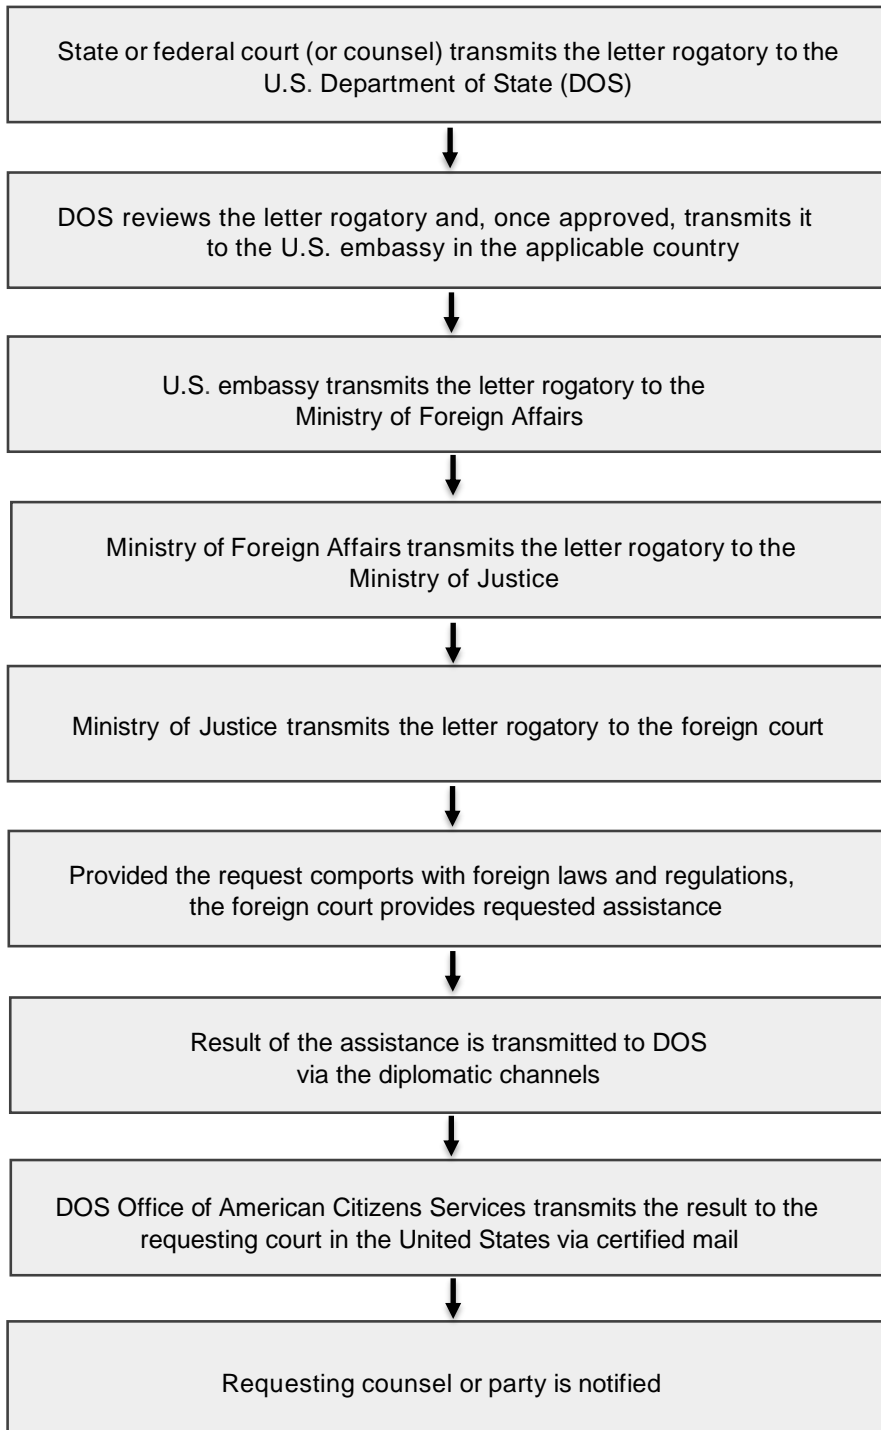 State or federal court (or counsel) transmits the letter rogatory to the
U.S. Department of State (DOS)
DOS reviews the letter rogatory and, once approved, transmits it
to the U.S. embassy in the applicable country
U.S. embassy transmits the letter rogatory to the
Ministry of Foreign Affairs
Ministry of Foreign Affairs transmits the letter rogatory to the
Ministry of Justice
Ministry of Justice transmits the letter rogatory to the foreign court
Provided the request comports with foreign laws and regulations,
the foreign court provides requested assistance
Result of the assistance is transmitted to DOS
via the diplomatic channels
DOS Office of American Citizens Services transmits the result to the
requesting court in the United States via certified mail
Requesting counsel or party is notified